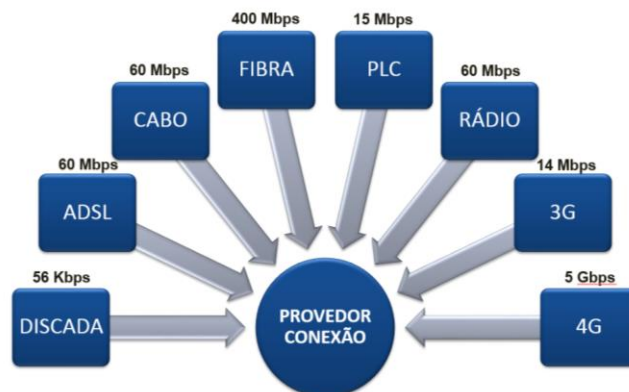 400 Mbps
FIBRA
15 Mbps
PLC
60 Mbps
CABO
60 Mbps
RÁDIO
60 Mbps
ADSL
14 Mbps
3G
56 Kbps
DISCADA
PROVEDOR
CONEXÃO
5 Gbps
4G